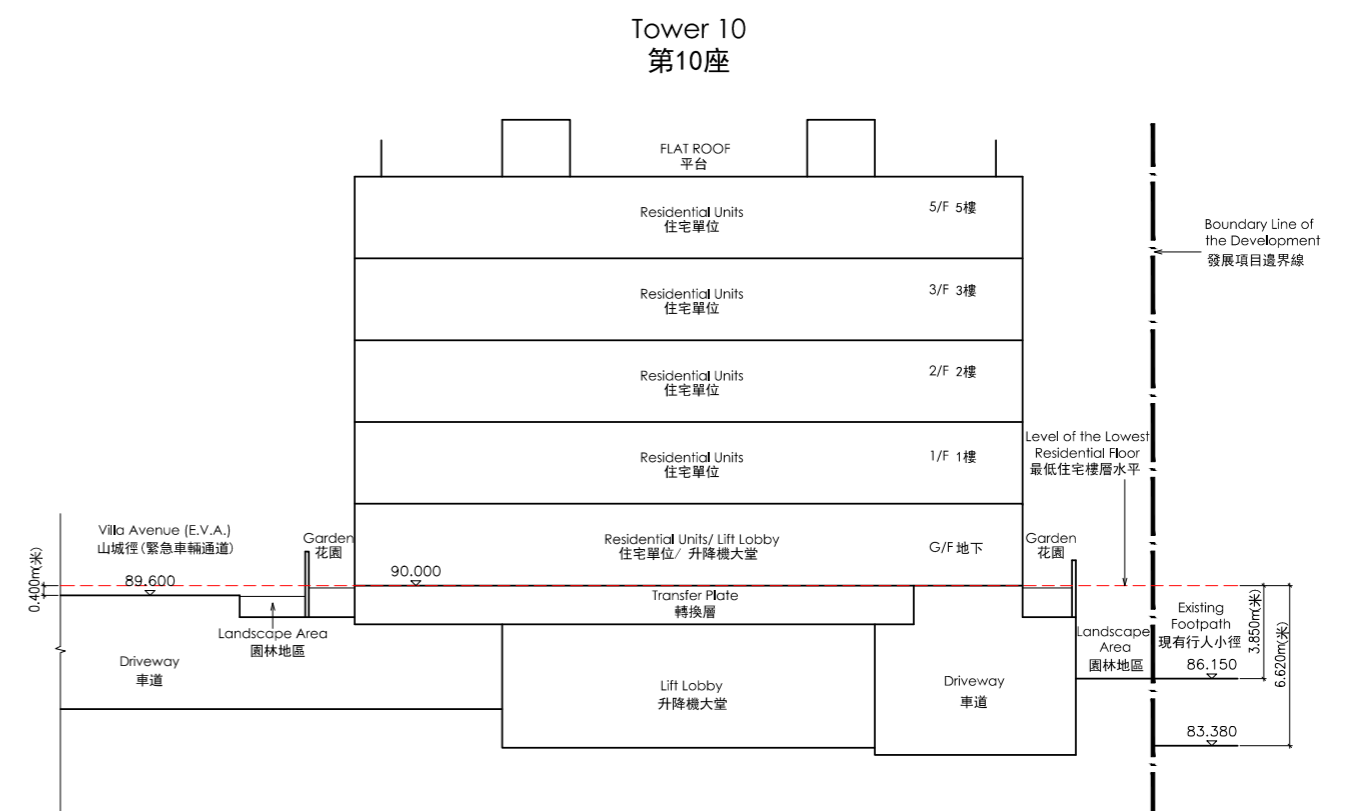 Tower 10
第10座
FLAT ROOF
平台
Residential Units
住宅單位
5/F 5樓
Boundary Line of
the Development
發展項目邊界線
Residential Units
住宅單位
3/F 3樓
Residential Units
住宅單位
2/F 2樓
Residential Units
住宅單位
1/F 1樓
Level of the Lowest
Residential Floor
最低住宅樓層水平
Villa Avenue (E.V.A.)
山城徑(緊急車輛通道)
Garden
花園
Residential Units/ Lift Lobby
住宅單位/ 升降機大堂
G/F 地下
Garden
花園
0.400m(米)
89.600
90.000
Transfer Plate
轉換層
Landscape Area
園林地區
Landscape
Area
園林地區
Existing
Footpath
現有行人小徑
86.150
3.850m(米)
6.620m(米)
Driveway
車道
Lift Lobby
升降機大堂
Driveway
車道
83.380